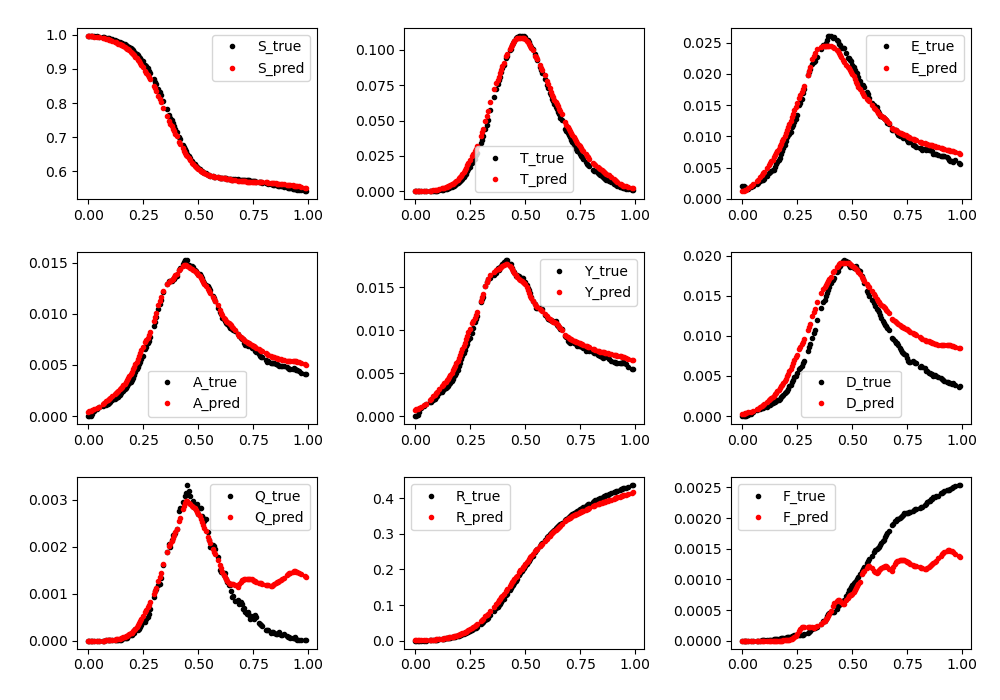 1.0
0.9
0.8
0.7
0.6
0.00 0.25 0.50 0.75 1.00
S_true
S_pred
0.100
0.075
0.050
0.025
0.000
0.00 0.25 0.50 0.75 1.00
T_true
T_pred
0.025
0.020
0.015
0.010
0.005
0.000
0.00 0.25 0.50 0.75 1.00
E_true
E_pred
0.015
0.010
0.005
0.000
0.00 0.25 0.50 0.75 1.00
A_true
A_pred
0.015
0.010
0.005
0.000
0.00 0.25 0.50 0.75 1.00
Y_true
Y_pred
0.020
0.015
0.010
0.005
0.000
0.00 0.25 0.50 0.75 1.00
D_true
D_pred
0.003
0.002
0.001
0.000
0.00 0.25 0.50 0.75 1.00
Q_true
Q_pred
0.4
0.3
0.2
0.1
0.0
0.00 0.25 0.50 0.75 1.00
R_true
R_pred
0.0025
0.0020
0.0015
0.0010
0.0005
0.0000
0.00 0.25 0.50 0.75 1.00
F_true
F_pred